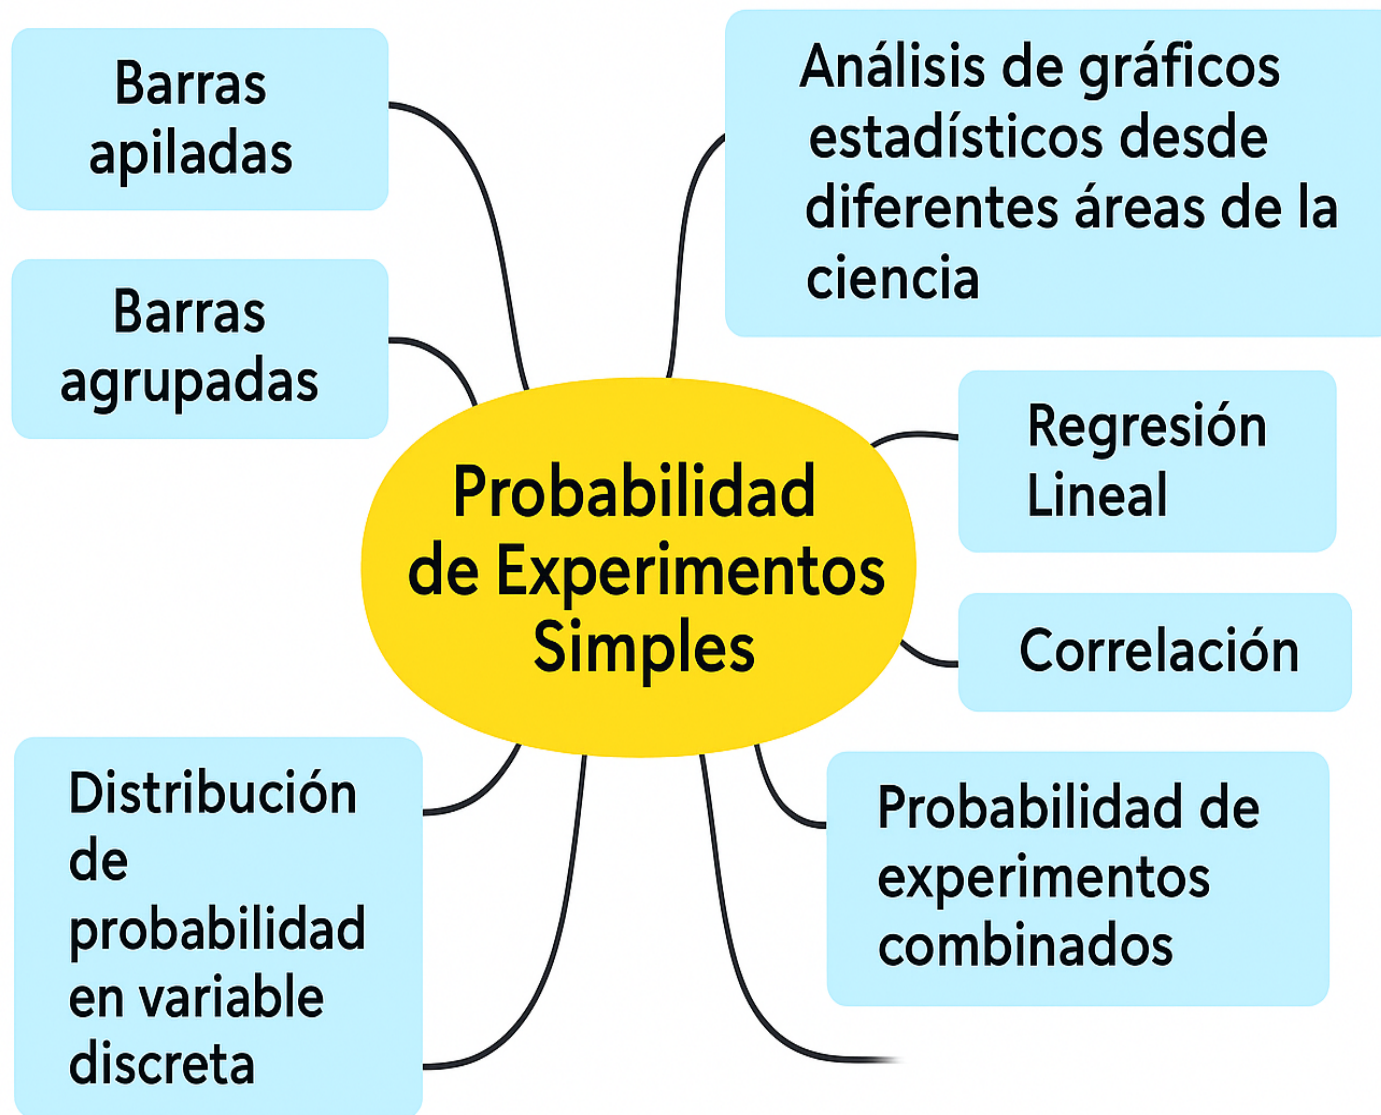 Barras
apiladas
Análisis de gráficos
estadísticos desde
diferentes áreas de la
ciencia
Barras
agrupadas
Regresión
Lineal
Probabilidad
de Experimentos
Simples
Correlación
Distribución
de
probabilidad
en variable
discreta
Probabilidad de
experimentos
combinados